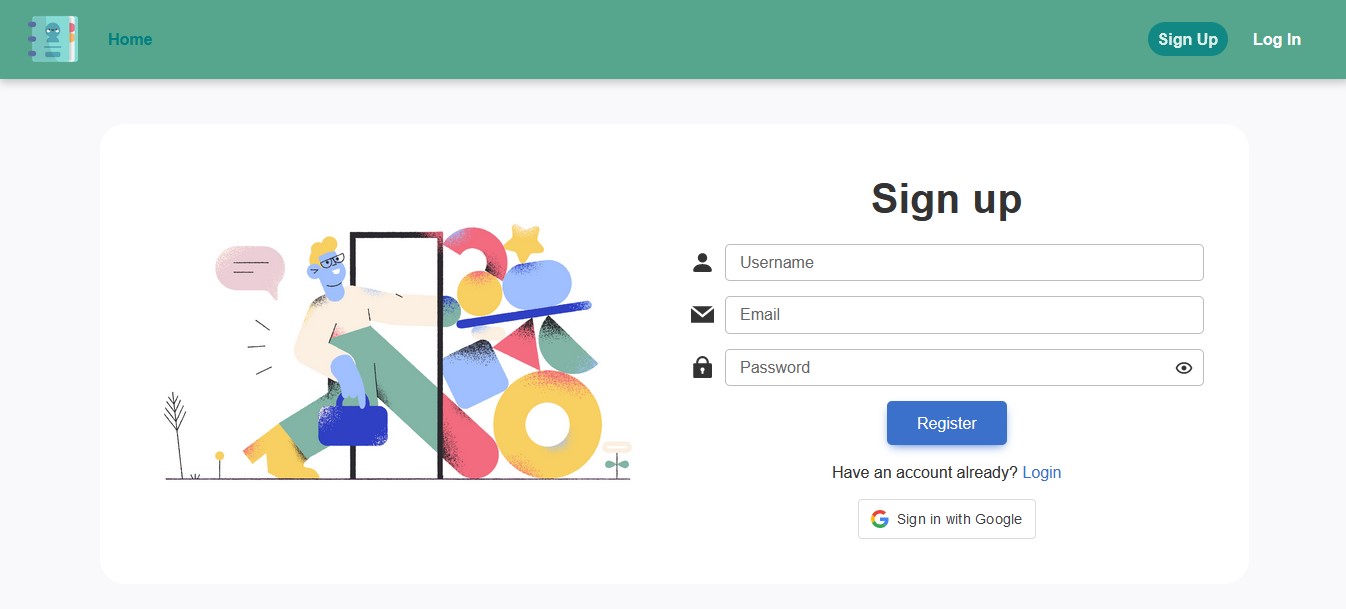 Home
Sign Up
Log In
Sign up
Username
Email
Password
Register
Have an account already? Login
Sign in with Google